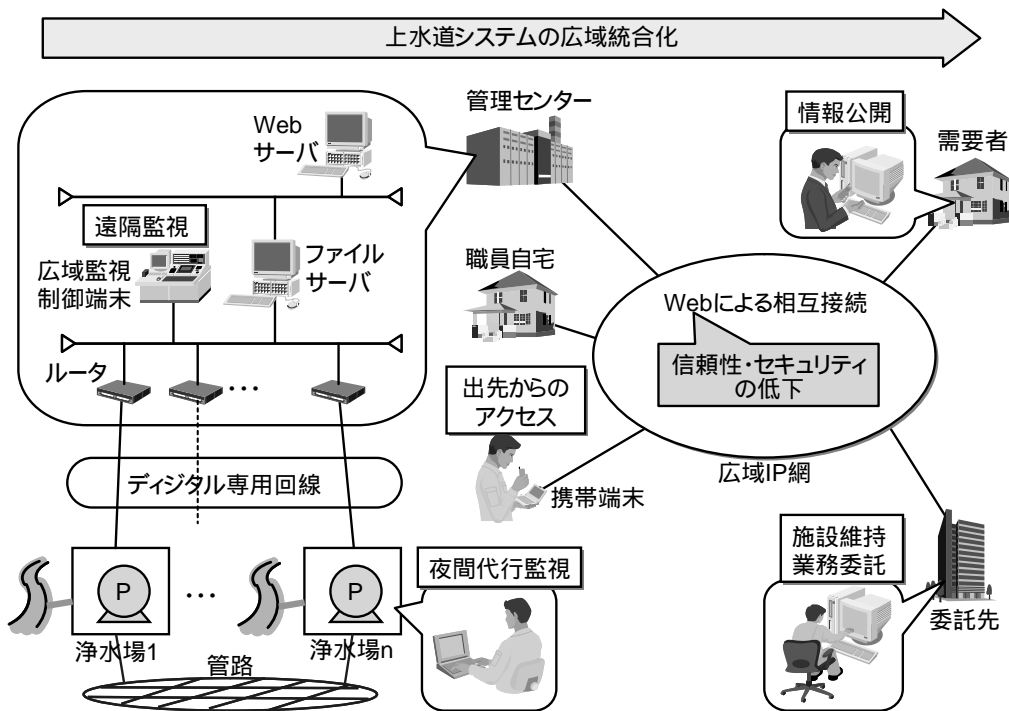 上水道システムの広域統合化
Web
サーバ
遠隔監視
広域監視
制御端末
ファイル
サーバ
ルータ
・・・
ディジタル専用回線
P
・・・
P
浄水場1
浄水場n
管路
夜間代行監視
管理センター
職員自宅
出先からの
アクセス
携帯端末
情報公開
需要者
Webによる相互接続
信頼性・セキュリティ
の低下
広域IP網
施設維持
業務委託
委託先